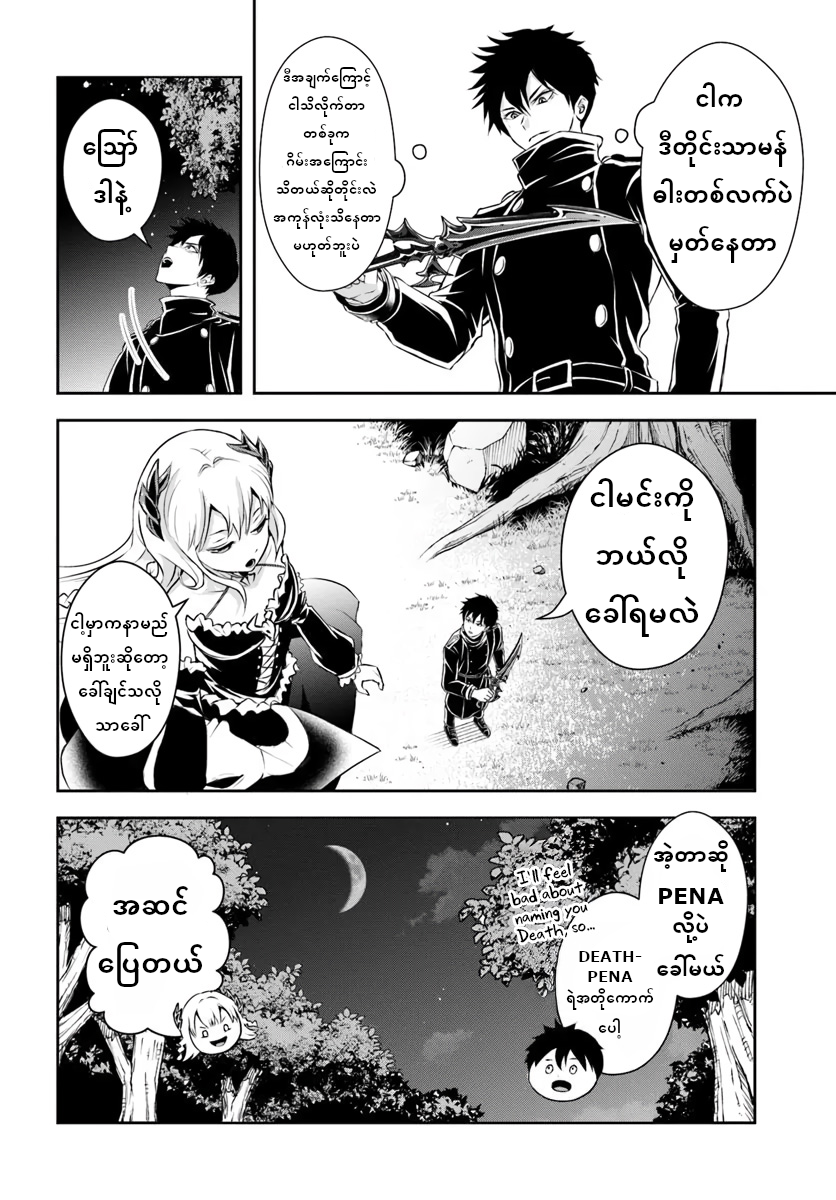 ငါက
ဒီတိုင်းသာမန်
ဓါးတစ်လက်ပဲ
မှတ်နေတာ
ဒီအချက်ကြောင့်
ငါသိလိုက်တာ
တစ်ခုက
ဂိမ်းအကြောင်း
သိတယ်ဆိုတိုင်းလဲ
အကုန်လုံးသိနေတာ
မဟုတ်ဘူးပဲ
သြော်
ဒါနဲ့
ငါမင်းကို
ဘယ်လို
ခေါ်ရမလဲ
ငါ့မှာကနာမည်
မရှိဘူးဆိုတော့
ခေါ်ချင်သလို
သာခေါ်
အဲ့တာဆို
PENA
လို့ပဲ
ခေါ်မယ်
I'll feel
bad about
naming you
Death, so...
DEATH-
PENA
ရဲအတိုကောက်
ပေါ့
အဆင်
ပြေတယ်